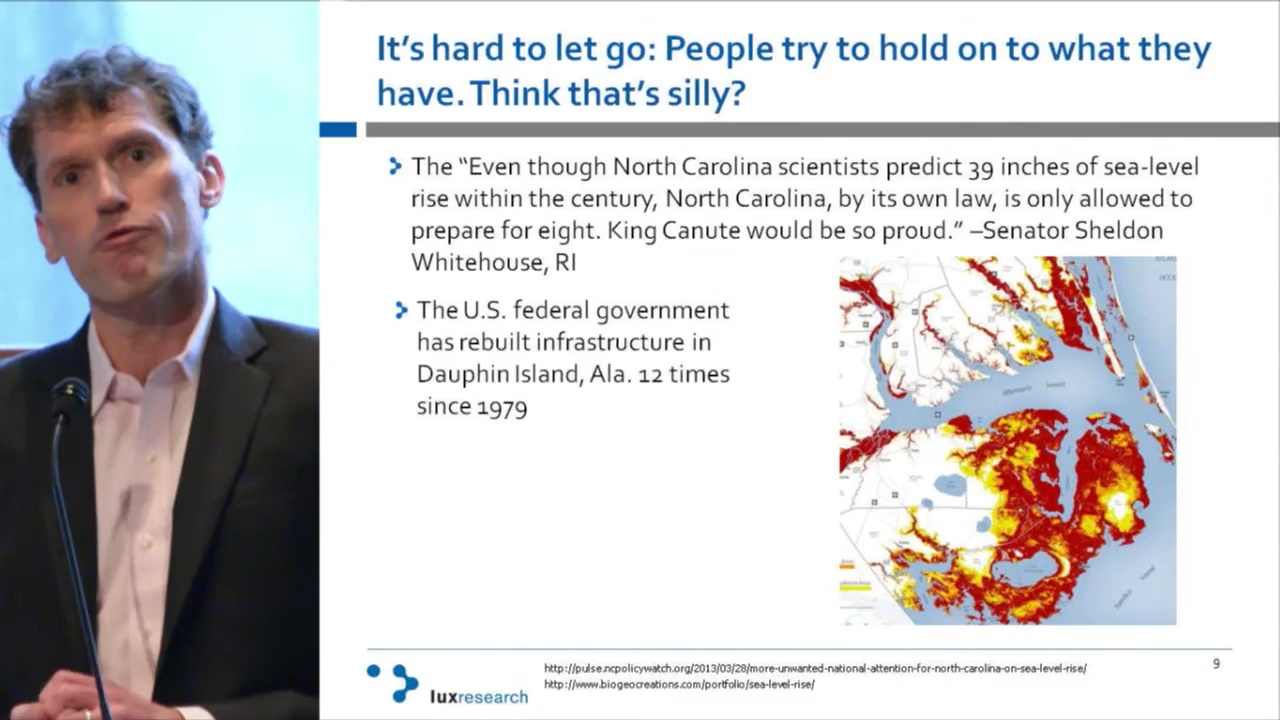 It's hard to let go: People try to hold on to what they
have. Think that's silly?
The “Even though North Carolina scientists predict 39 inches of sea-level
rise within the century, North Carolina, by its own law, is only allowed to
prepare for eight. King Canute would be so proud.” –Senator Sheldon
Whitehouse, RI
The U.S. federal government
has rebuilt infrastructure in
Dauphin Island, Ala. 12 times
since 1979
Albemarle Sound
http://pulse.ncpolicywatch.org/2013/03/28/more-unwanted-national-attention-for-north-carolina-on-sea-level-rise/
http://www.biogeocreations.com/portfolio/sea-level-rise/
9
luxresearch